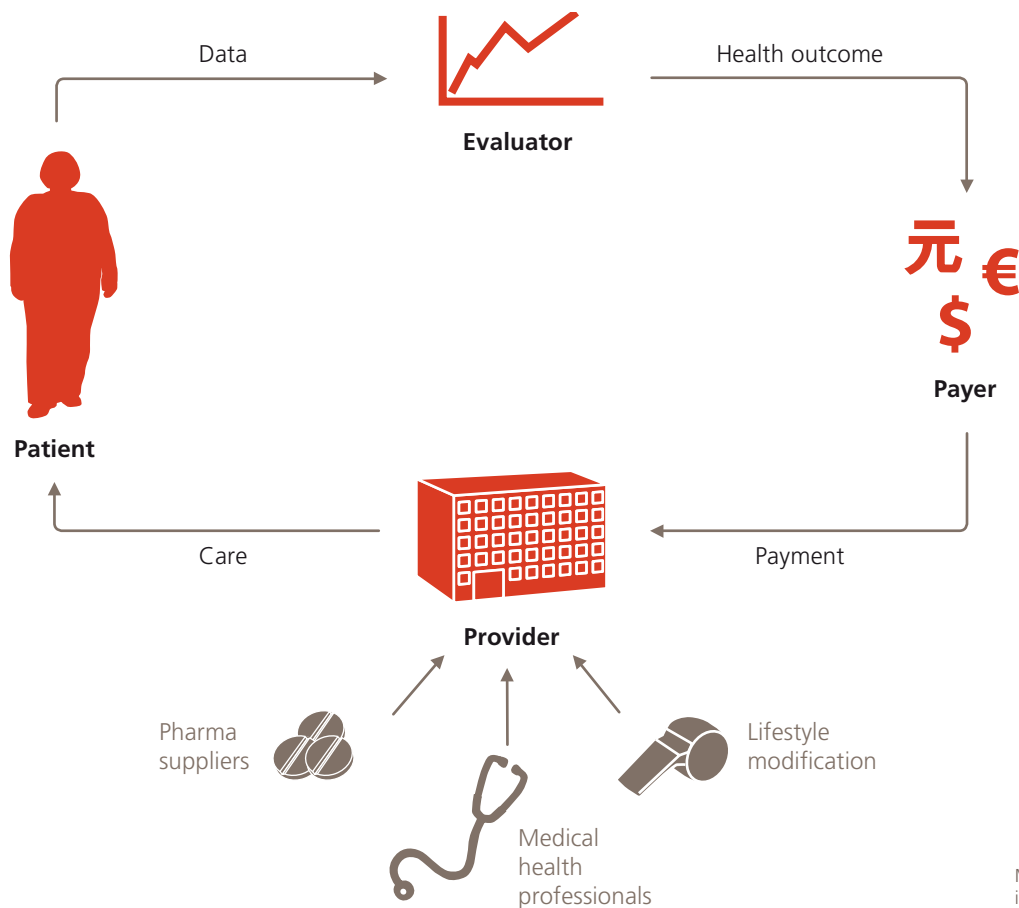 Data
Health outcome
Evaluator
元
€
$
Payer
Patient
Care
Payment
Provider
Pharma
suppliers
Lifestyle
modification
Medical
health
professionals